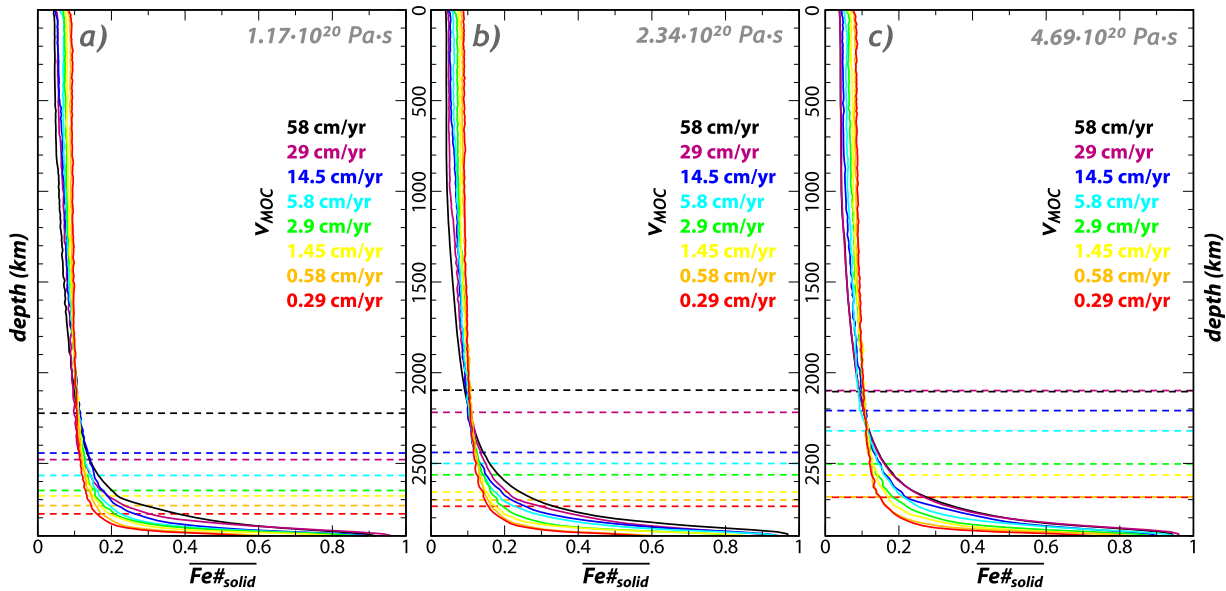 a)
1.17·10²⁰ Pa·s
58 cm/yr
29 cm/yr
14.5 cm/yr
5.8 cm/yr
2.9 cm/yr
1.45 cm/yr
0.58 cm/yr
0.29 cm/yr
vMOC
depth (km)
0 0.2 0.4 0.6 0.8 1
Fe#solid
b)
2.34·10²⁰ Pa·s
0
500
1000
1500
2000
2500
58 cm/yr
29 cm/yr
14.5 cm/yr
5.8 cm/yr
2.9 cm/yr
1.45 cm/yr
0.58 cm/yr
0.29 cm/yr
vMOC
0 0.2 0.4 0.6 0.8 1
Fe#solid
c)
4.69·10²⁰ Pa·s
0
500
1000
1500
2000
2500
58 cm/yr
29 cm/yr
14.5 cm/yr
5.8 cm/yr
2.9 cm/yr
1.45 cm/yr
0.58 cm/yr
0.29 cm/yr
vMOC
depth (km)
0 0.2 0.4 0.6 0.8 1
Fe#solid